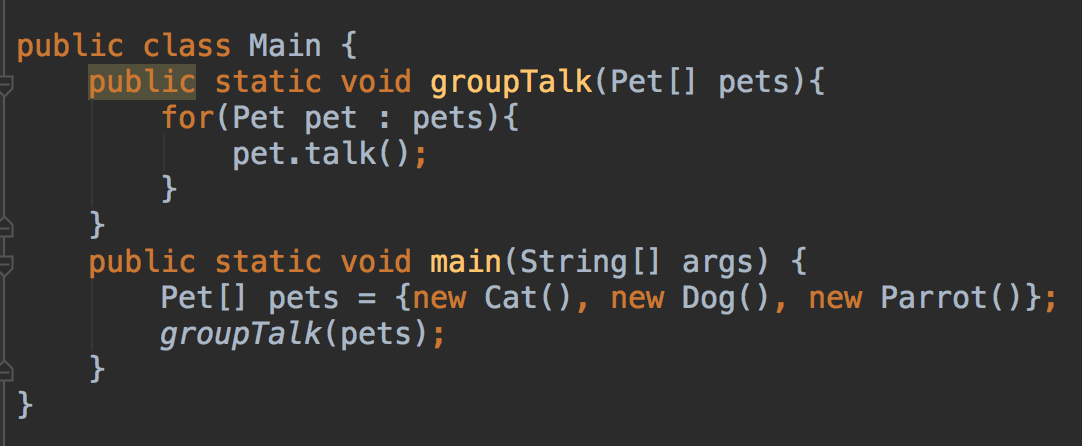 public class Main {
    public static void groupTalk(Pet[] pets){
        for(Pet pet : pets){
            pet.talk();
        }
    }
    public static void main(String[] args) {
        Pet[] pets = {new Cat(), new Dog(), new Parrot()};
        groupTalk(pets);
    }
}